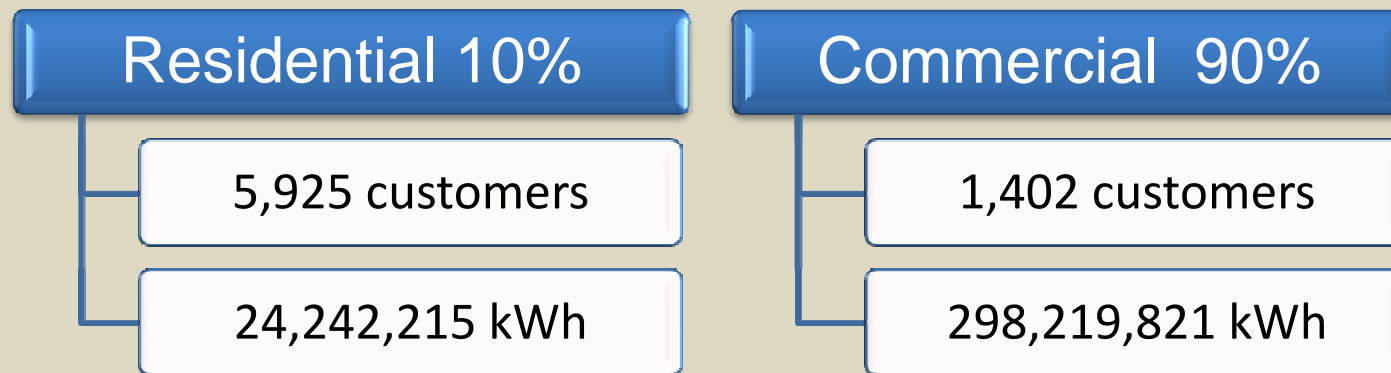 Residential 10%
5,925 customers
24,242,215 kWh
Commercial  90%
1,402 customers
298,219,821 kWh